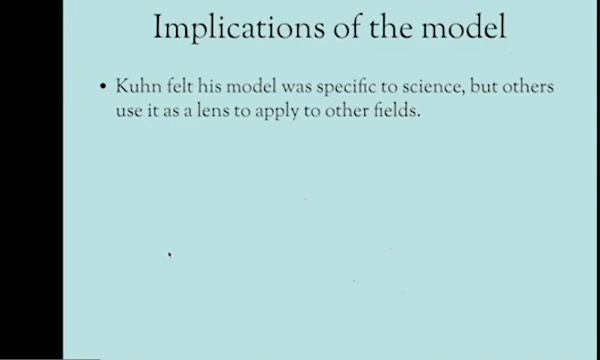 Implications of the model
• Kuhn felt his model was specific to science, but others
use it as a lens to apply to other fields.